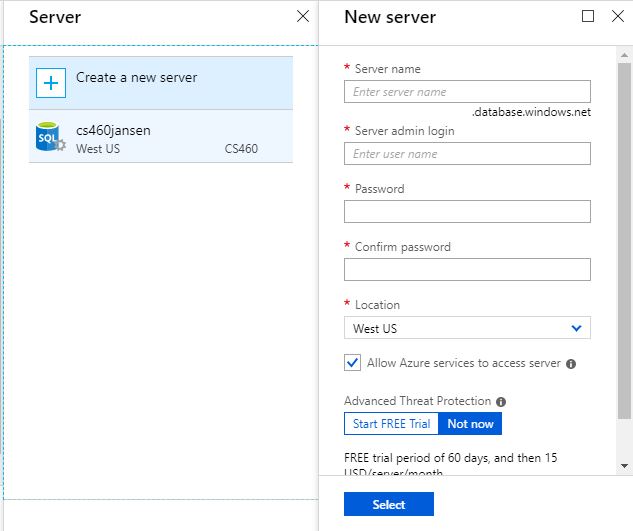 Server
Create a new server
SQL
cs460jansen
West US
CS460
New server
* Server name
Enter server name
.database.windows.net
* Server admin login
Enter user name
* Password
* Confirm password
* Location
West US
Allow Azure services to access server
Advanced Threat Protection
Start FREE Trial
Not now
FREE trial period of 60 days, and then 15
USD/server/month
Select